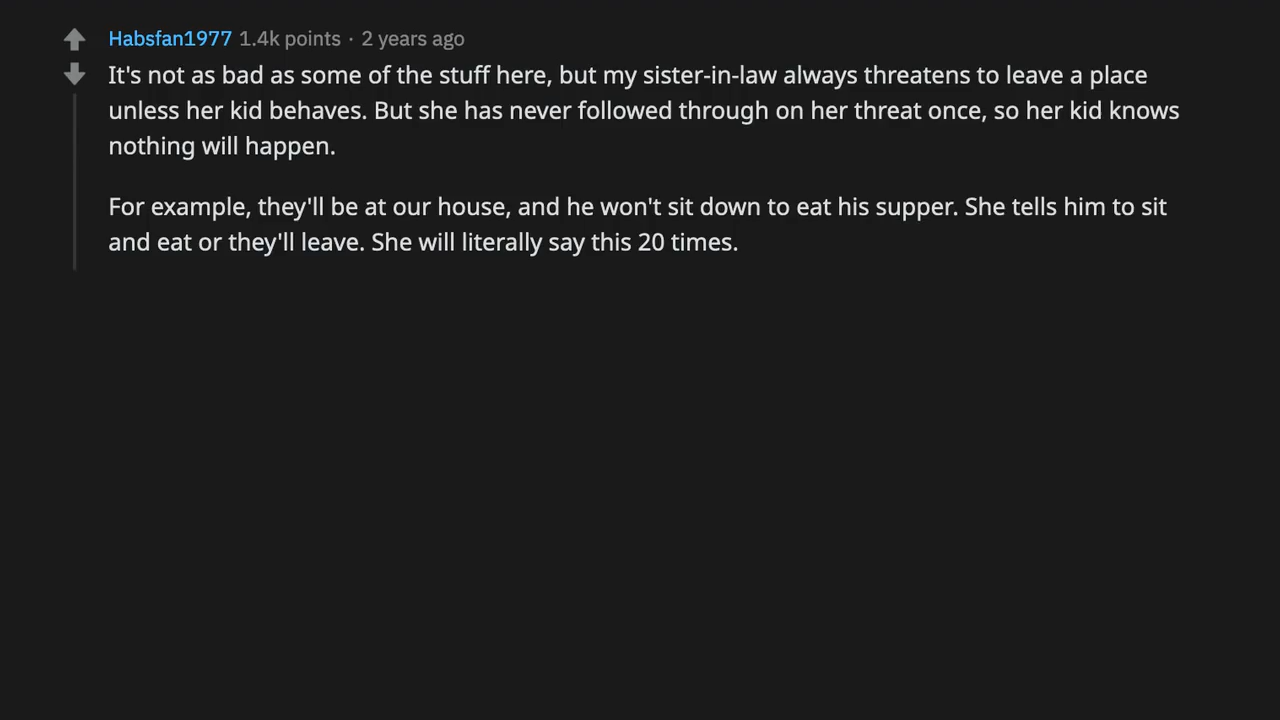 Habsfan1977 1.4k points · 2 years ago
It's not as bad as some of the stuff here, but my sister-in-law always threatens to leave a place
unless her kid behaves. But she has never followed through on her threat once, so her kid knows
nothing will happen.
For example, they'll be at our house, and he won't sit down to eat his supper. She tells him to sit
and eat or they'll leave. She will literally say this 20 times.